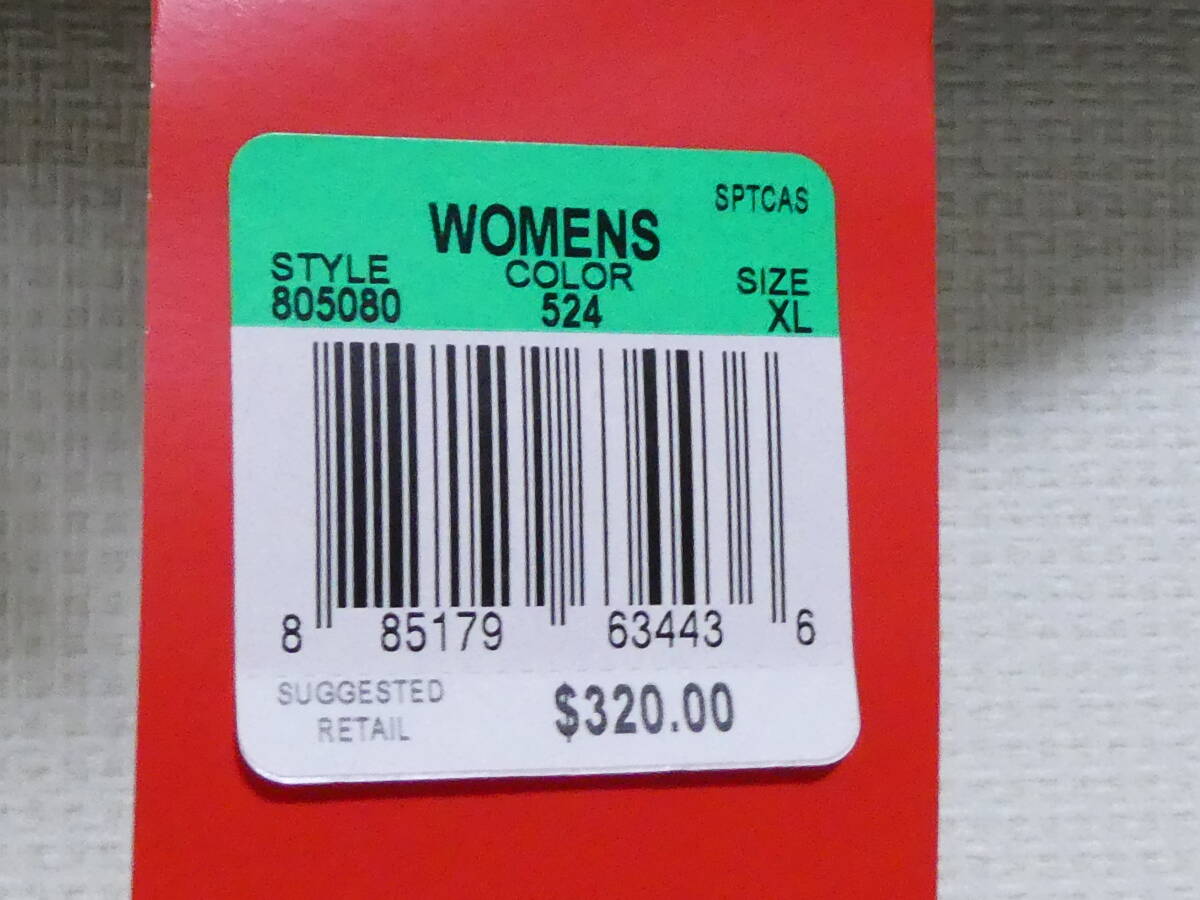 SPTCAS
WOMENS
STYLE COLOR SIZE
805080 524 XL
8 85179 63443 6
SUGGESTED RETAIL $320.00